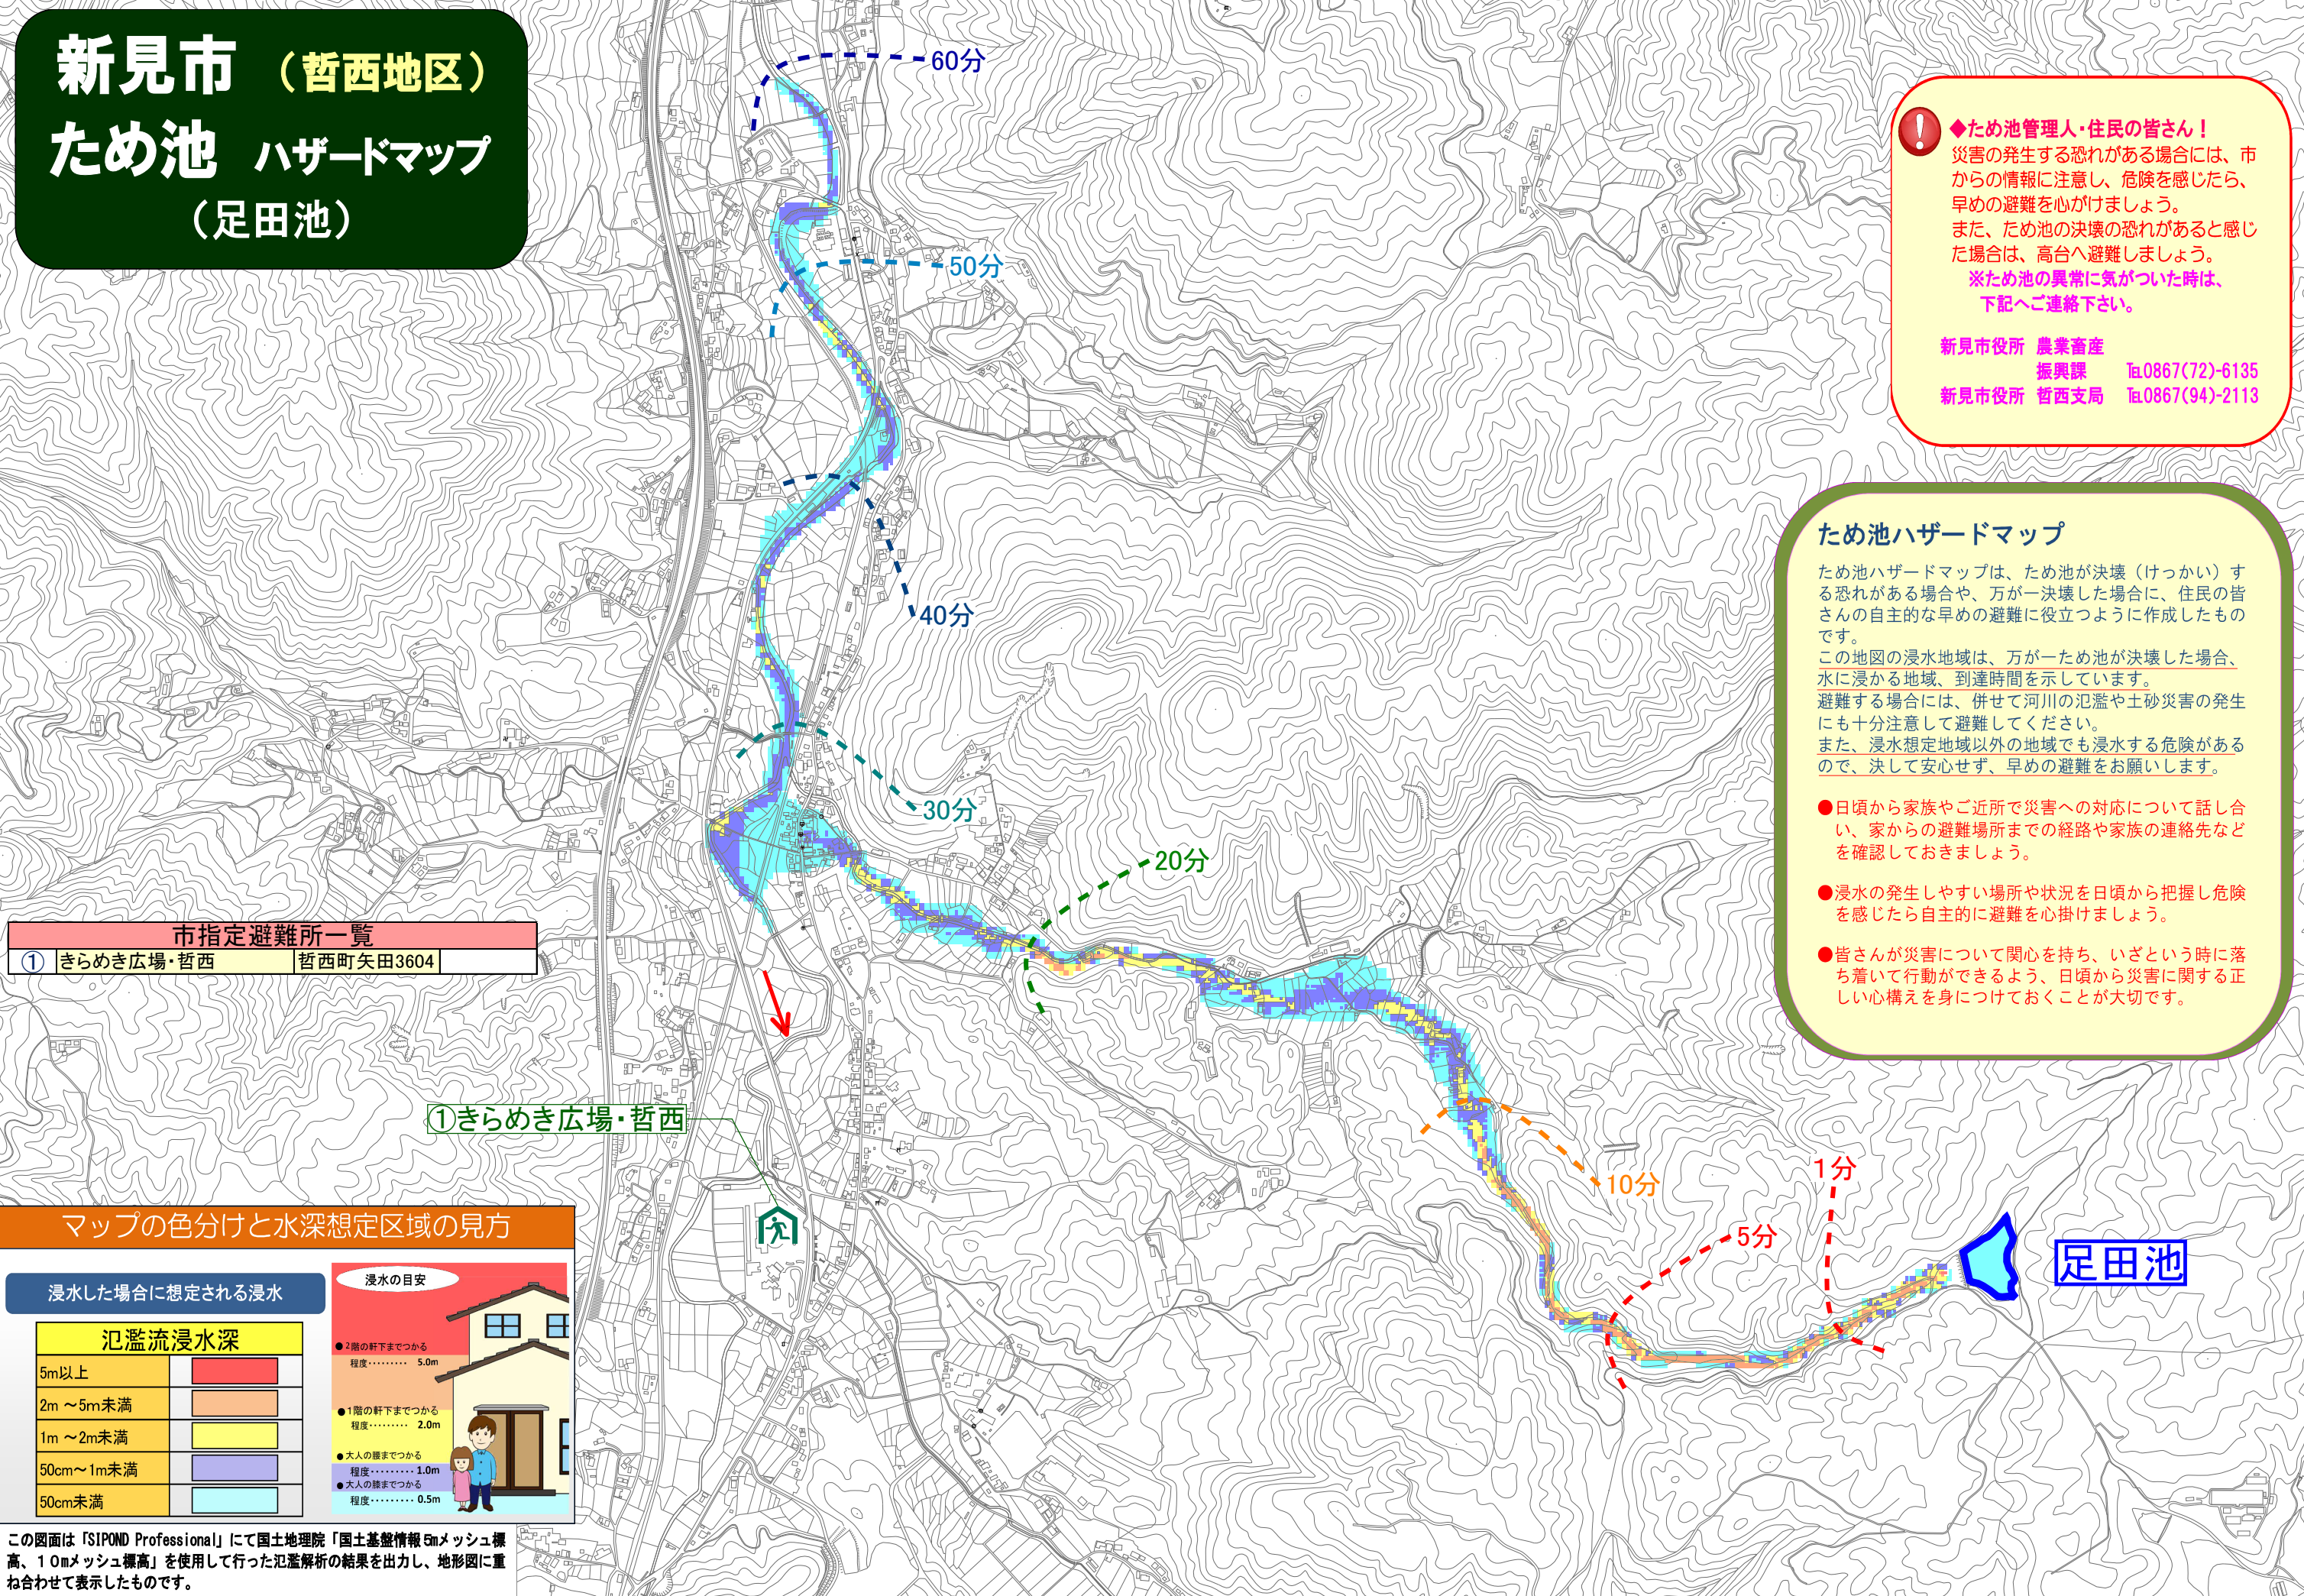 新見市 （哲西地区）
ため池 ハザードマップ
（足田池）
60分
50分
40分
30分
20分
10分
5分
1分
足田池
◆ため池管理人･住民の皆さん！
災害の発生する恐れがある場合には、市
からの情報に注意し、危険を感じたら、
早めの避難を心がけましょう。
また、ため池の決壊の恐れがあると感じ
た場合は、高台へ避難しましょう。
※ため池の異常に気がついた時は、
下記へご連絡下さい。
新見市役所 農業畜産
振興課 ℡0867(72)-6135
新見市役所 哲西支局 ℡0867(94)-2113
ため池ハザードマップ
ため池ハザードマップは、ため池が決壊（けっかい）す
る恐れがある場合や、万が一決壊した場合に、住民の皆
さんの自主的な早めの避難に役立つように作成したもの
です。
この地図の浸水地域は、万が一ため池が決壊した場合、
水に浸かる地域、到達時間を示しています。
避難する場合には、併せて河川の氾濫や土砂災害の発生
にも十分注意して避難してください。
また、浸水想定地域以外の地域でも浸水する危険がある
ので、決して安心せず、早めの避難をお願いします。
●日頃から家族やご近所で災害への対応について話し合
い、家からの避難場所までの経路や家族の連絡先など
を確認しておきましょう。
●浸水の発生しやすい場所や状況を日頃から把握し危険
を感じたら自主的に避難を心掛けましょう。
●皆さんが災害について関心を持ち、いざという時に落
ち着いて行動ができるよう、日頃から災害に関する正
しい心構えを身につけておくことが大切です。
市指定避難所一覧
① きらめき広場･哲西 哲西町矢田3604
①きらめき広場･哲西
マップの色分けと水深想定区域の見方
浸水した場合に想定される浸水
氾濫流浸水深
5m以上
2m ～5m未満
1m ～2m未満
50cm～1m未満
50cm未満
浸水の目安
●2階の軒下までつかる
程度‥‥‥‥ 5.0m
●1階の軒下までつかる
程度‥‥‥‥ 2.0m
●大人の腰までつかる
程度‥‥‥‥ 1.0m
●大人の膝までつかる
程度‥‥‥‥ 0.5m
この図面は「SIPOND Professional」にて国土地理院「国土基盤情報5mメッシュ標
高、１０mメッシュ標高」を使用して行った氾濫解析の結果を出力し、地形図に重
ね合わせて表示したものです。